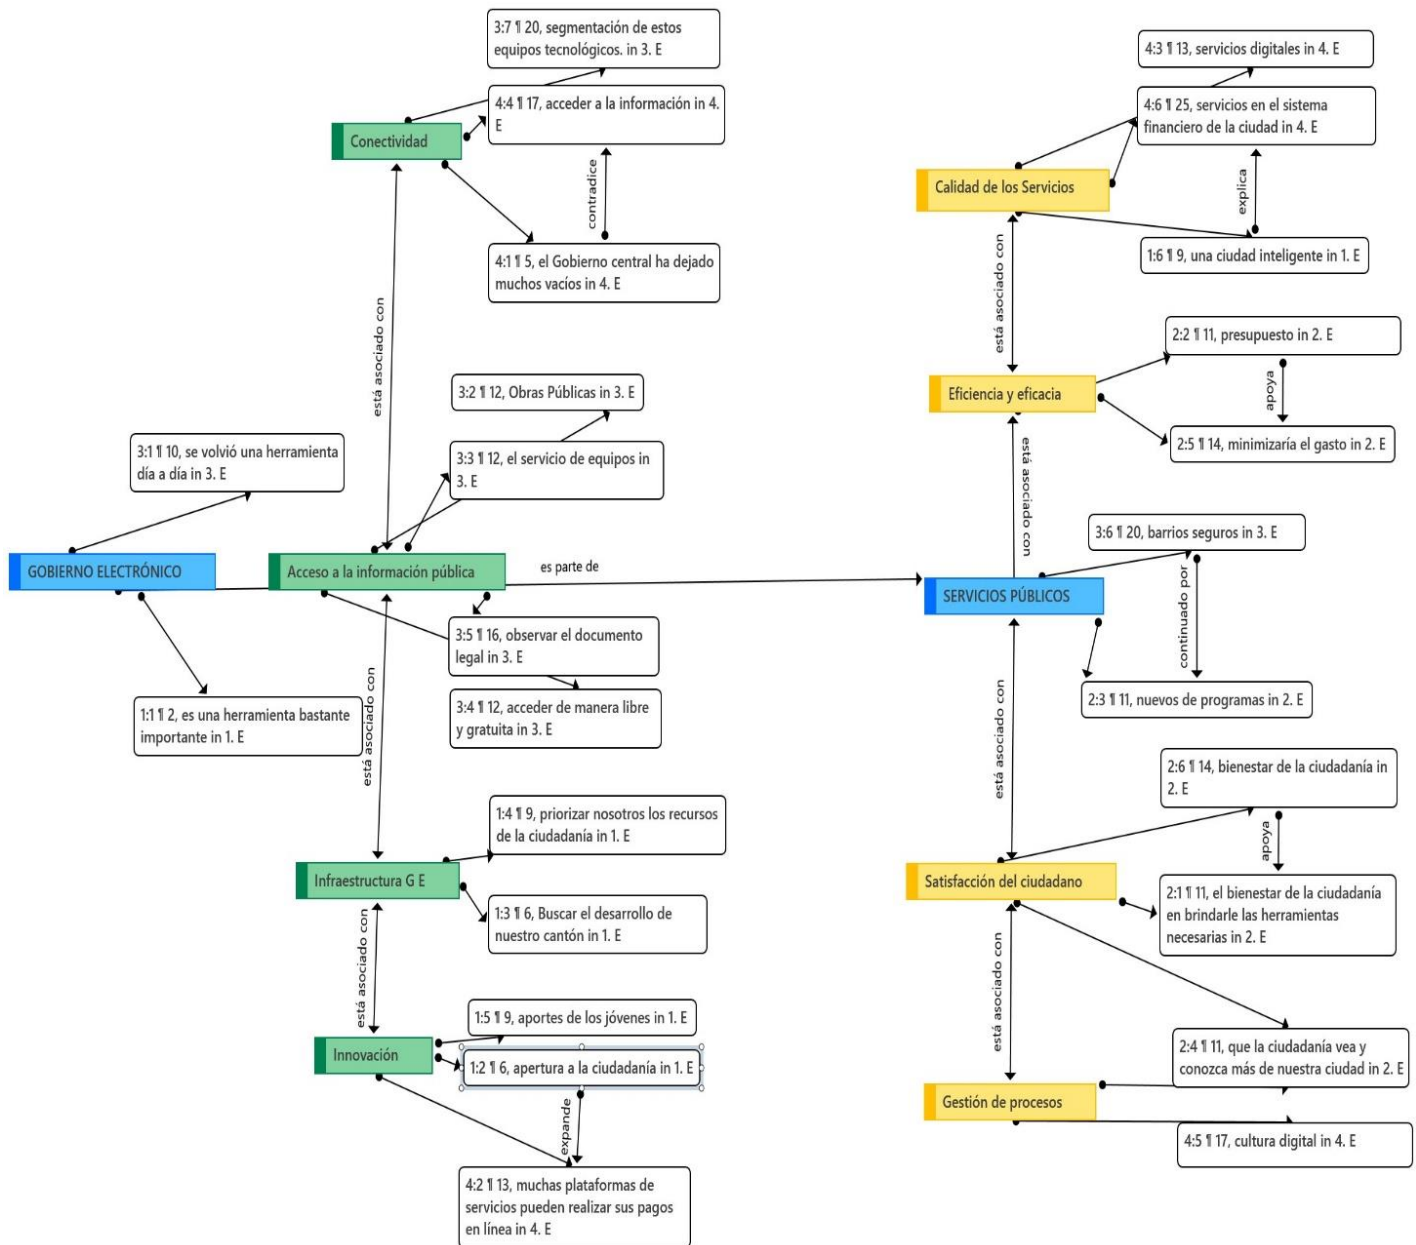 3:7 ¶ 20, segmentación de estos
equipos tecnológicos. in 3. E
4:4 ¶ 17, acceder a la información in 4.
E
Conectividad
contradice
4:1 ¶ 5, el Gobierno central ha dejado
muchos vacíos in 4. E
está asociado con
3:2 ¶ 12, Obras Públicas in 3. E
3:3 ¶ 12, el servicio de equipos in
3. E
3:1 ¶ 10, se volvió una herramienta
día a día in 3. E
GOBIERNO ELECTRÓNICO
Acceso a la información pública
es parte de
3:5 ¶ 16, observar el documento
legal in 3. E
3:4 ¶ 12, acceder de manera libre
y gratuita in 3. E
1:1 ¶ 2, es una herramienta bastante
importante in 1. E
está asociado con
1:4 ¶ 9, priorizar nosotros los recursos
de la ciudadanía in 1. E
Infraestructura G E
1:3 ¶ 6, Buscar el desarrollo de
nuestro cantón in 1. E
está asociado con
1:5 ¶ 9, aportes de los jóvenes in 1. E
Innovación
1:2 ¶ 6, apertura a la ciudadanía in 1. E
expande
4:2 ¶ 13, muchas plataformas de
servicios pueden realizar sus pagos
en línea in 4. E
4:3 ¶ 13, servicios digitales in 4. E
4:6 ¶ 25, servicios en el sistema
financiero de la ciudad in 4. E
Calidad de los Servicios
explica
1:6 ¶ 9, una ciudad inteligente in 1. E
está asociado con
2:2 ¶ 11, presupuesto in 2. E
Eficiencia y eficacia
apoya
2:5 ¶ 14, minimizaría el gasto in 2. E
está asociado con
3:6 ¶ 20, barrios seguros in 3. E
SERVICIOS PÚBLICOS
continuado por
2:3 ¶ 11, nuevos de programas in 2. E
está asociado con
2:6 ¶ 14, bienestar de la ciudadanía in
2. E
apoya
Satisfacción del ciudadano
2:1 ¶ 11, el bienestar de la ciudadanía
en brindarle las herramientas
necesarias in 2. E
está asociado con
2:4 ¶ 11, que la ciudadanía vea y
conozca más de nuestra ciudad in 2. E
Gestión de procesos
4:5 ¶ 17, cultura digital in 4. E